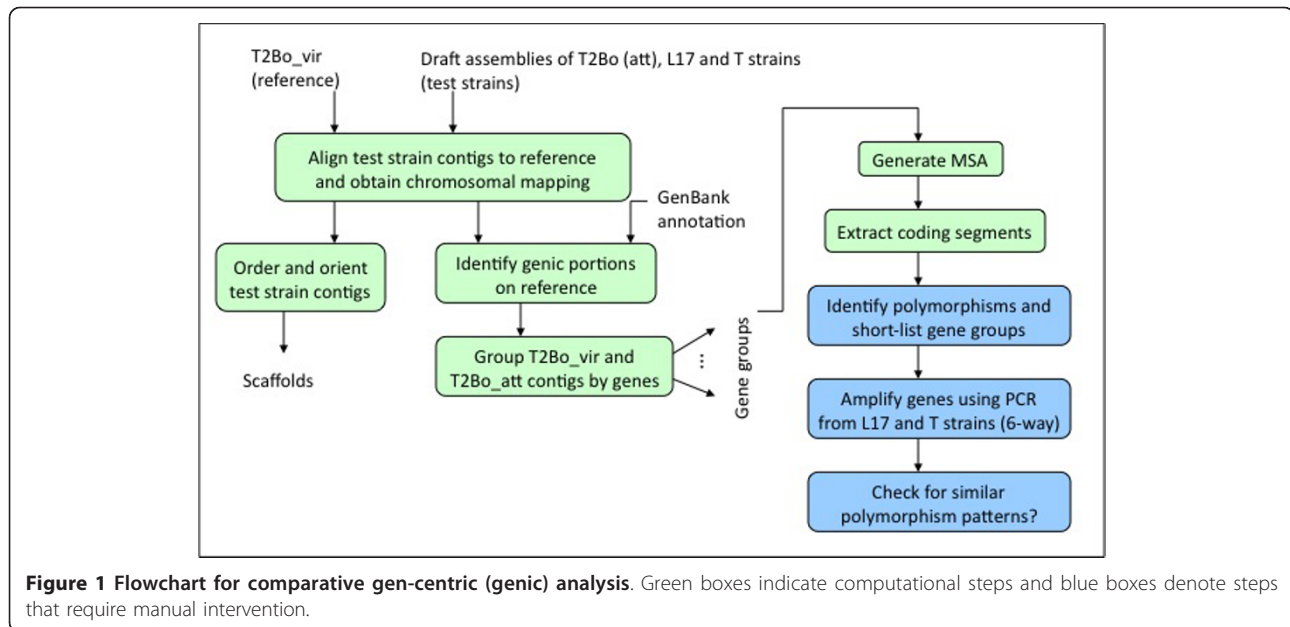 T2Bo_vir
(reference)
Draft assemblies of T2Bo (att), L17 and T strains
(test strains)
Align test strain contigs to reference
and obtain chromosomal mapping
GenBank
annotation
Order and orient
test strain contigs
Identify genic portions
on reference
Scaffolds
Group T2Bo_vir and
T2Bo_att contigs by genes
...
Gene groups
Generate MSA
Extract coding segments
Identify polymorphisms and
short-list gene groups
Amplify genes using PCR
from L17 and T strains (6-way)
Check for similar
polymorphism patterns?
Figure 1 Flowchart for comparative gen-centric (genic) analysis. Green boxes indicate computational steps and blue boxes denote steps
that require manual intervention.